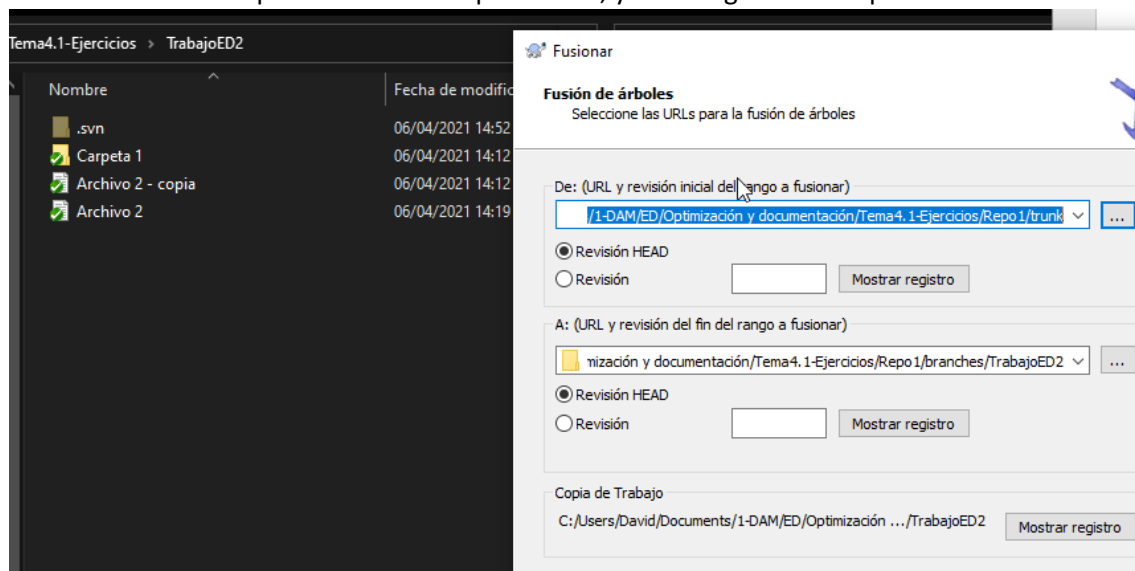 Tema4.1-Ejercicios > TrabajoED2
Nombre
Fecha de modific
.svn
06/04/2021 14:52
Carpeta 1
06/04/2021 14:12
Archivo 2 - copia
06/04/2021 14:12
Archivo 2
06/04/2021 14:19
Fusionar
Fusión de árboles
Seleccione las URLs para la fusión de árboles
De: (URL y revisión inicial del rango a fusionar)
/1-DAM/ED/Optimización y documentación/Tema4.1-Ejercicios/Repo1/trunk
...
Revisión HEAD
Revisión
Mostrar registro
A: (URL y revisión del fin del rango a fusionar)
mización y documentación/Tema4.1-Ejercicios/Repo1/branches/TrabajoED2
...
Revisión HEAD
Revisión
Mostrar registro
Copia de Trabajo
C:/Users/David/Documents/1-DAM/ED/Optimización .../TrabajoED2
Mostrar registro